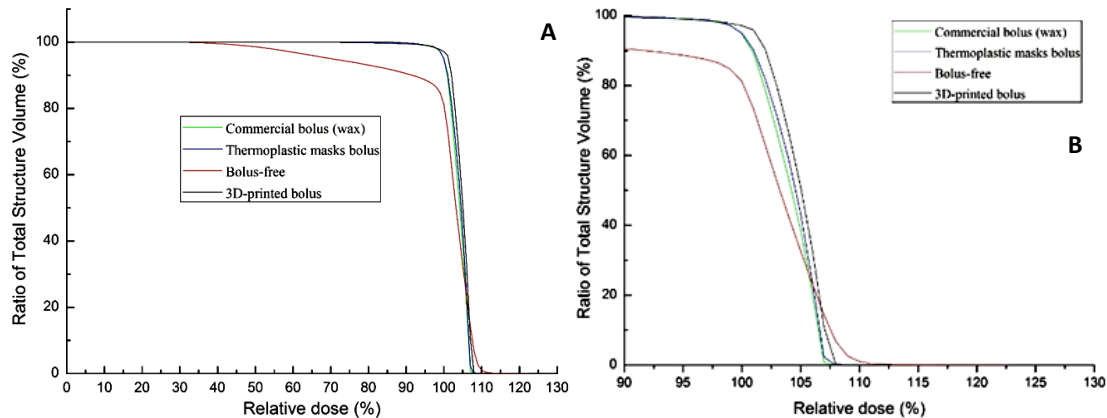 A
Ratio of Total Structure Volume (%)
100
80
60
40
20
0
Commercial bolus (wax)
Thermoplastic masks bolus
Bolus-free
3D-printed bolus
0 10 20 30 40 50 60 70 80 90 100 110 120 130
Relative dose (%)
B
Ratio of Total Structure Volume (%)
100
80
60
40
20
0
Commercial bolus (wax)
Thermoplastic masks bolus
Bolus-free
3D-printed bolus
90 95 100 105 110 115 120 125 130
Relative dose (%)